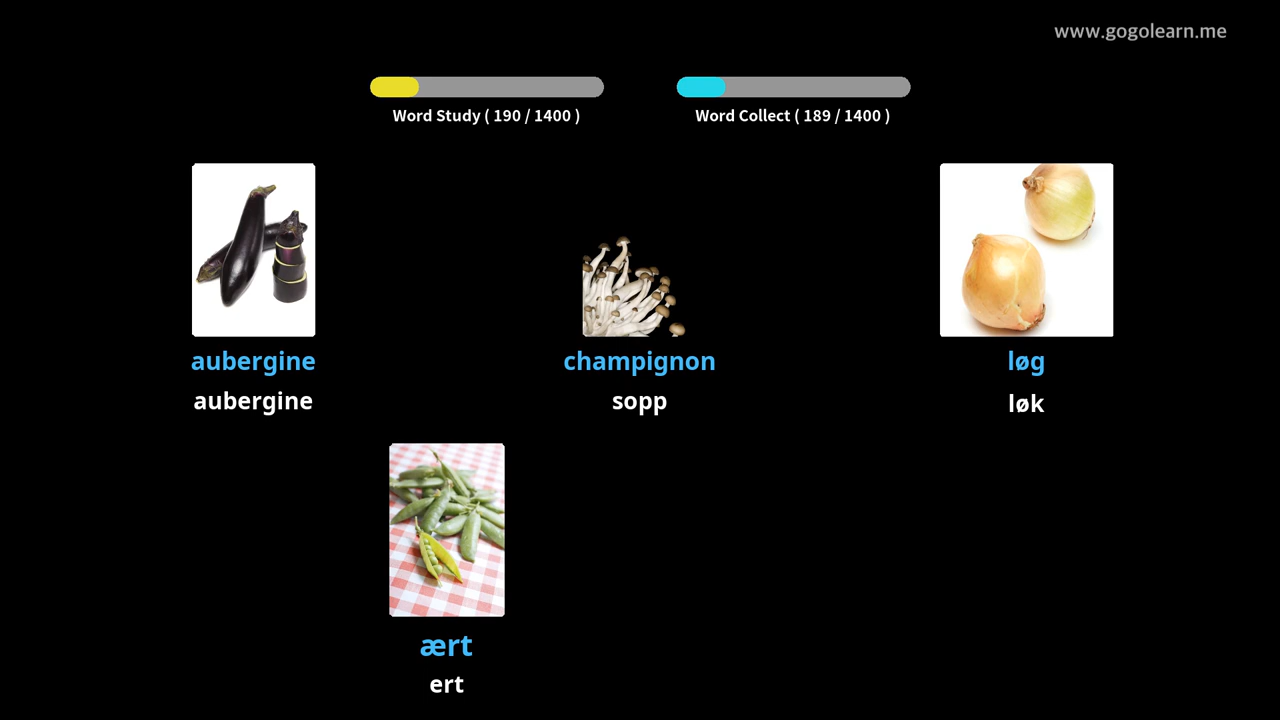 www.gogolearn.me
Word Study ( 190 / 1400 )
Word Collect ( 189 / 1400 )
aubergine
aubergine
champignon
sopp
løg
løk
ært
ert